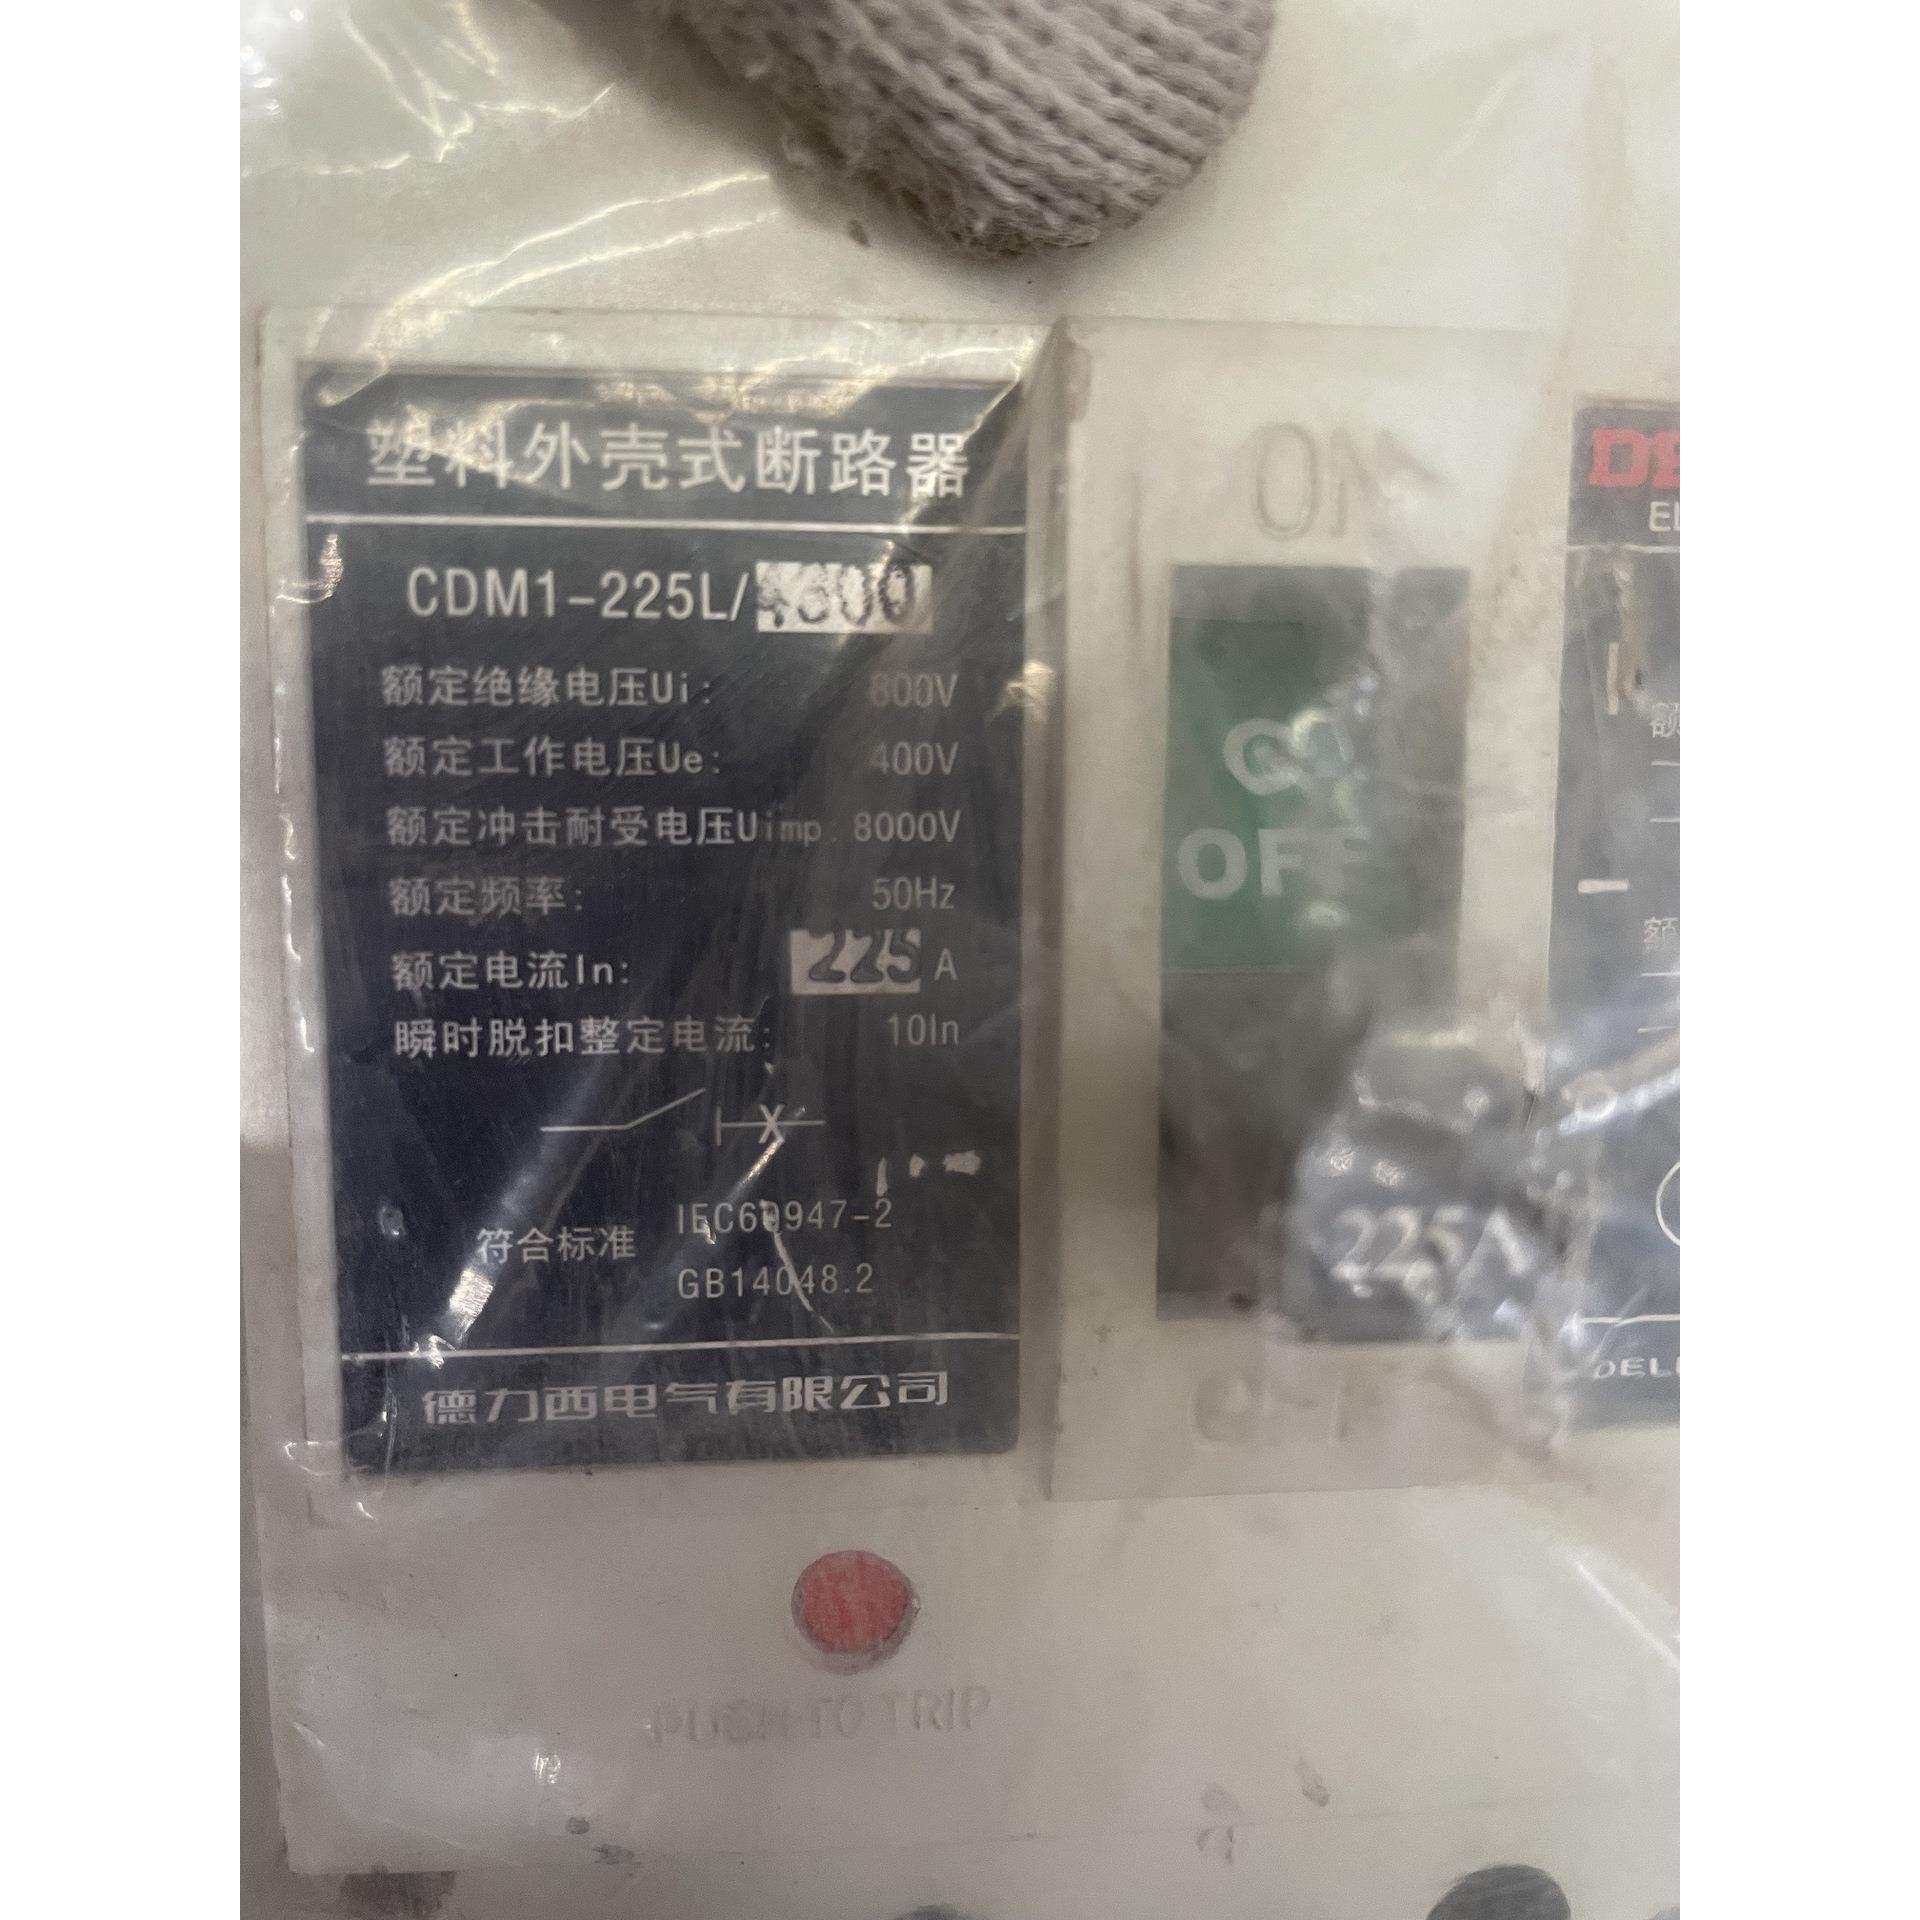 塑料外壳式断路器
CDM1-225L/
额定绝缘电压Ui: 800V
额定工作电压Ue: 400V
额定冲击耐受电压Uimp: 8000V
额定频率: 50Hz
额定电流In: 225 A
瞬时脱扣整定电流: 10In
符合标准 IEC60947-2
GB14048.2
德力西电气有限公司
ON
OFF
225A
OFF
PUSH TO TRIP
额
额